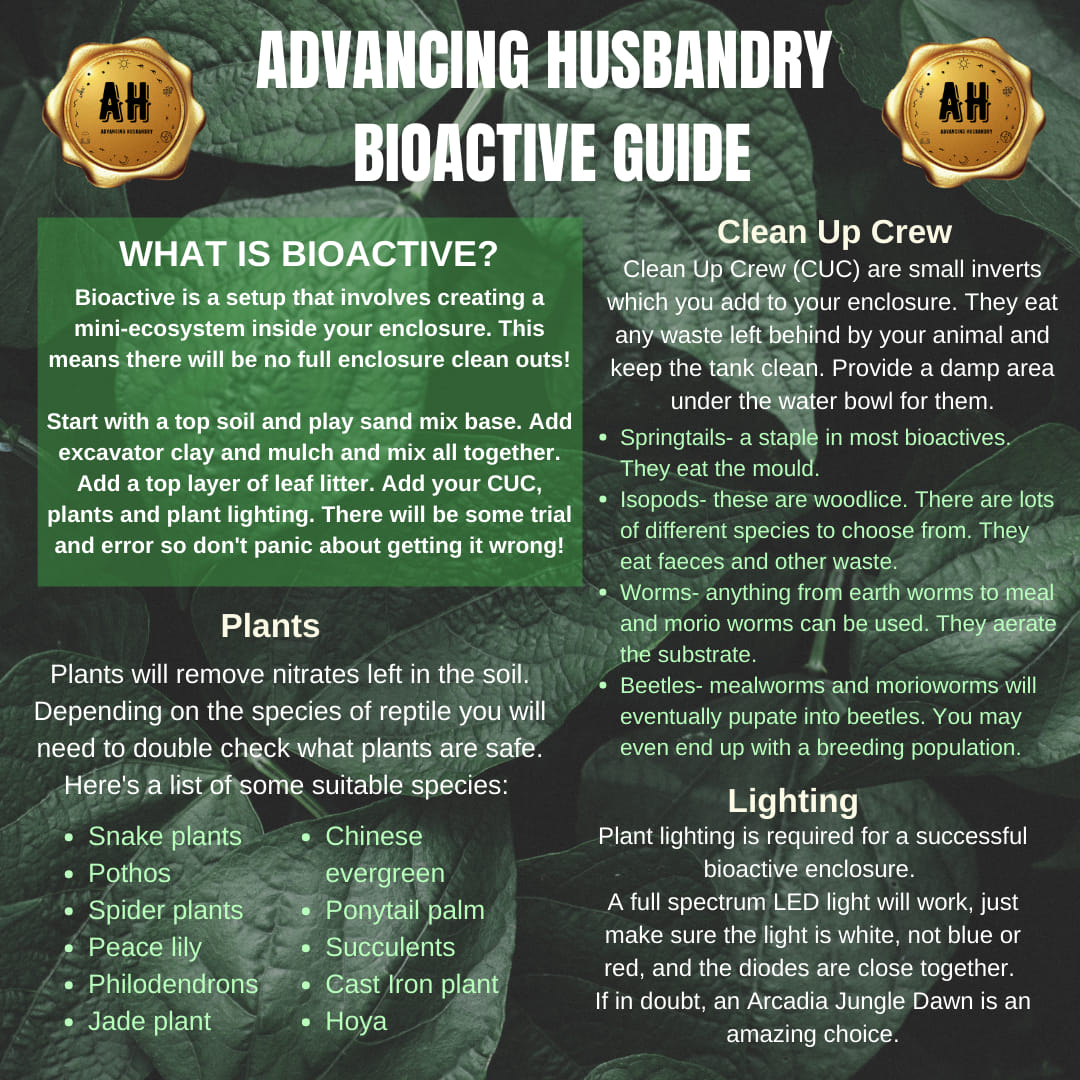 ADVANCING HUSBANDRY
BIOACTIVE GUIDE
AH
ADVANCING HUSBANDRY
AH
ADVANCING HUSBANDRY
WHAT IS BIOACTIVE?
Bioactive is a setup that involves creating a
mini-ecosystem inside your enclosure. This
means there will be no full enclosure clean outs!
Start with a top soil and play sand mix base. Add
excavator clay and mulch and mix all together.
Add a top layer of leaf litter. Add your CUC,
plants and plant lighting. There will be some trial
and error so don't panic about getting it wrong!
Plants
Plants will remove nitrates left in the soil.
Depending on the species of reptile you will
need to double check what plants are safe.
Here's a list of some suitable species:
• Snake plants
• Pothos
• Spider plants
• Peace lily
• Philodendrons
• Jade plant
• Chinese
evergreen
• Ponytail palm
• Succulents
• Cast Iron plant
• Hoya
Clean Up Crew
Clean Up Crew (CUC) are small inverts
which you add to your enclosure. They eat
any waste left behind by your animal and
keep the tank clean. Provide a damp area
under the water bowl for them.
• Springtails- a staple in most bioactives.
They eat the mould.
• Isopods- these are woodlice. There are lots
of different species to choose from. They
eat faeces and other waste.
• Worms- anything from earth worms to meal
and morio worms can be used. They aerate
the substrate.
• Beetles- mealworms and morioworms will
eventually pupate into beetles. You may
even end up with a breeding population.
Lighting
Plant lighting is required for a successful
bioactive enclosure.
A full spectrum LED light will work, just
make sure the light is white, not blue or
red, and the diodes are close together.
If in doubt, an Arcadia Jungle Dawn is an
amazing choice.